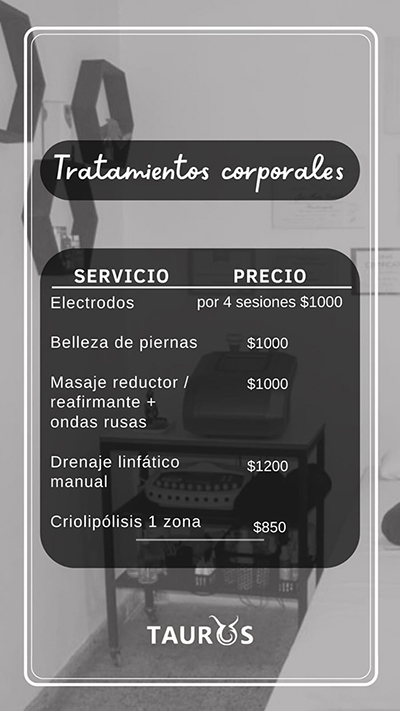 Tratamientos corporales
SERVICIO PRECIO
Electrodos por 4 sesiones $1000
Belleza de piernas $1000
Masaje reductor / $1000
reafirmante +
ondas rusas
Drenaje linfático $1200
manual
Criolipólisis 1 zona $850
TAURUS